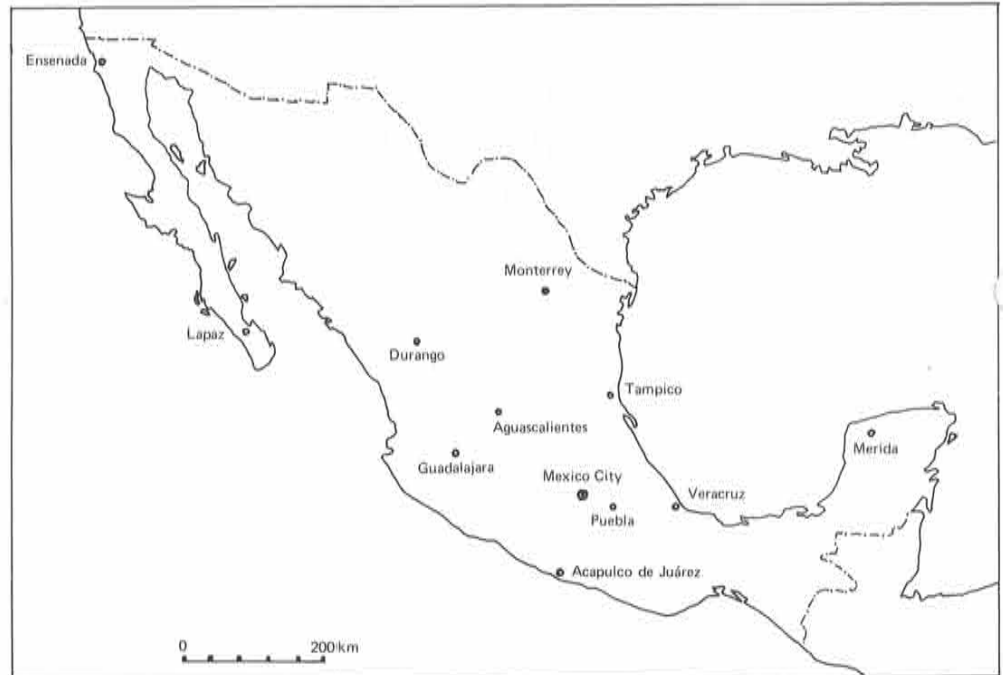 Ensenada
Monterrey
Lapaz
Durango
Tampico
Aguascalientes
Merida
Guadalajara
Mexico City
Veracruz
Puebla
Acapulco de Juárez
0 200 km